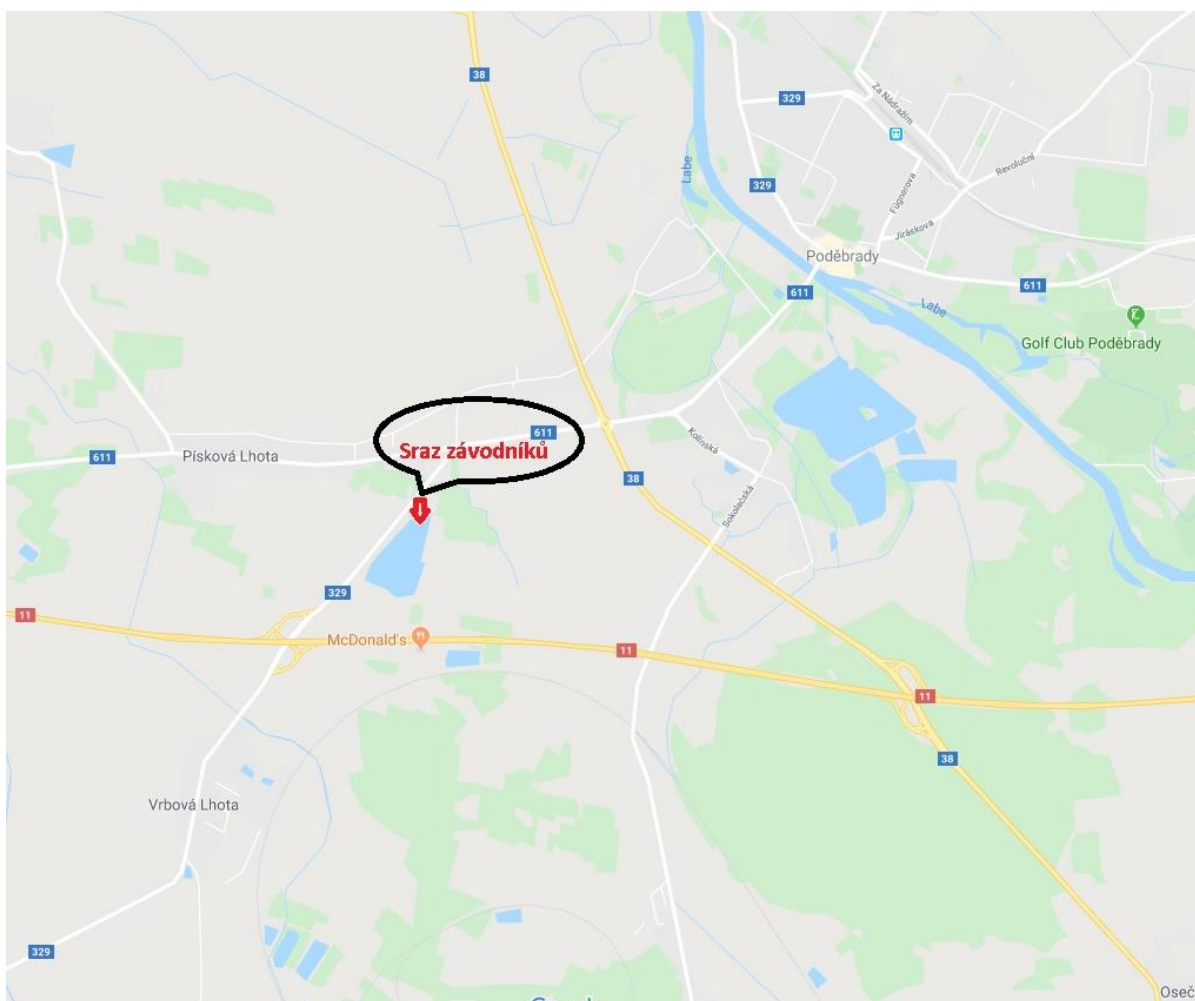 38
329
Za Nádražím
Labe
329
Fügnerova
Revoluční
Jiráskova
Poděbrady
611
611
Labe
Golf Club Poděbrady
611
Sraz závodníků
Písková Lhota
611
Kolínská
38
Sokolečská
329
11
McDonald's
11
11
38
Vrbová Lhota
329
Oseč